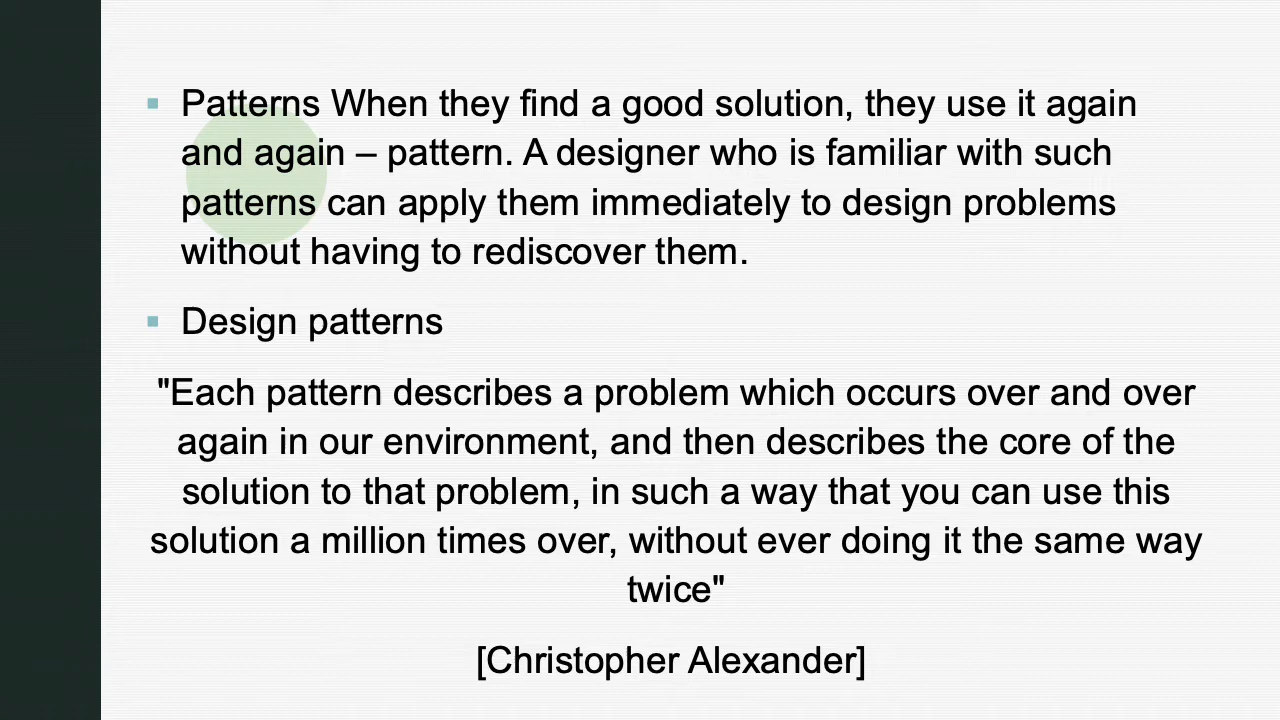 Patterns When they find a good solution, they use it again
and again – pattern. A designer who is familiar with such
patterns can apply them immediately to design problems
without having to rediscover them.
Design patterns
"Each pattern describes a problem which occurs over and over
again in our environment, and then describes the core of the
solution to that problem, in such a way that you can use this
solution a million times over, without ever doing it the same way
twice"
[Christopher Alexander]